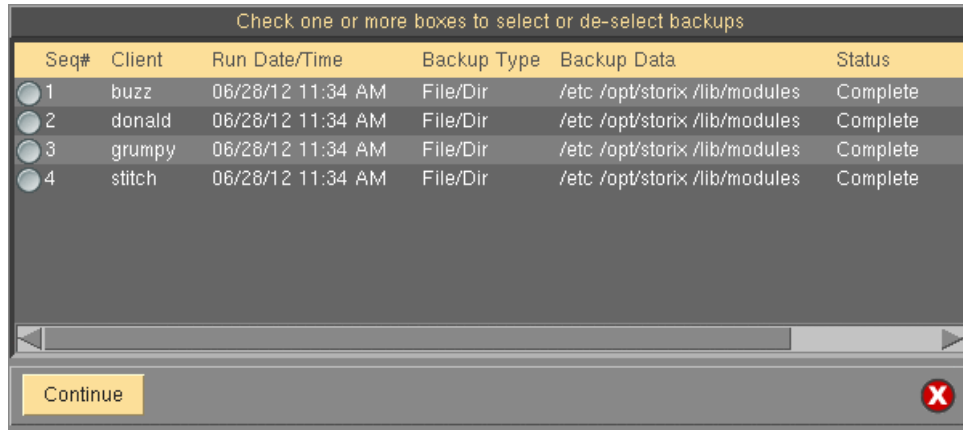 Check one or more boxes to select or de-select backups
Seq# Client Run Date/Time Backup Type Backup Data Status
1 buzz 06/28/12 11:34 AM File/Dir /etc /opt/storix /lib/modules Complete
2 donald 06/28/12 11:34 AM File/Dir /etc /opt/storix /lib/modules Complete
3 grumpy 06/28/12 11:34 AM File/Dir /etc /opt/storix /lib/modules Complete
4 stitch 06/28/12 11:34 AM File/Dir /etc /opt/storix /lib/modules Complete
Continue